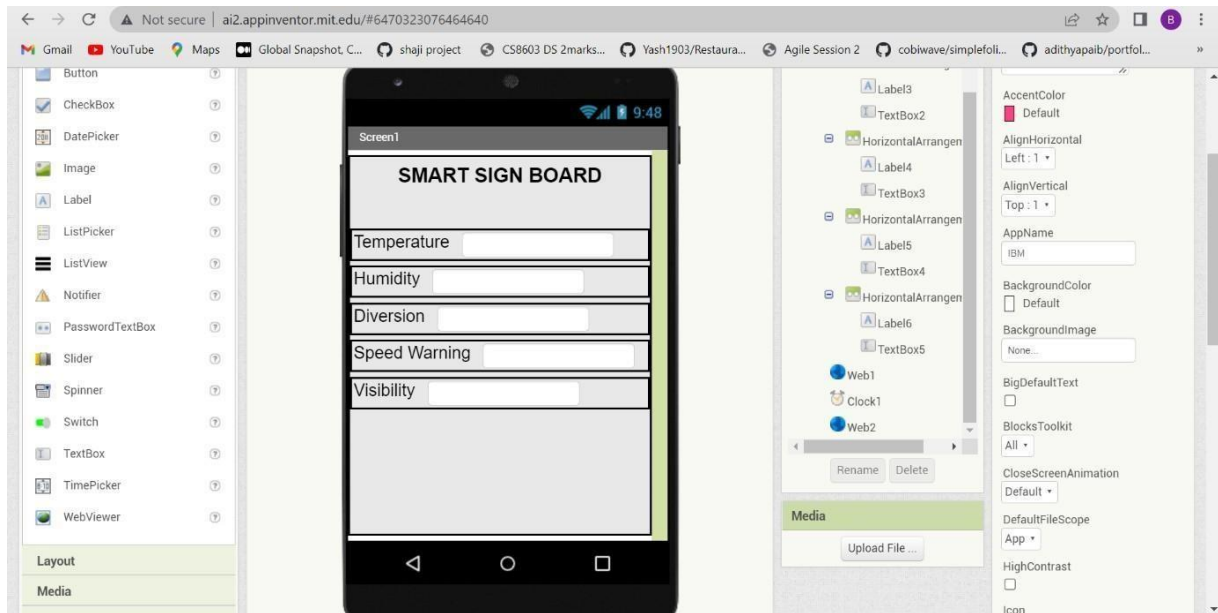 Not secure | ai2.appinventor.mit.edu/#6470323076464640
B
Gmail YouTube Maps Global Snapshot, C... shaji project CS8603 DS 2marks... Yash1903/Restaura... Agile Session 2 cobiwave/simplefoli... adithyapaib/portfol... »
Button
CheckBox
DatePicker
Image
Label
ListPicker
ListView
Notifier
PasswordTextBox
Slider
Spinner
Switch
TextBox
TimePicker
WebViewer
Layout
Media
9:48
Screen1
SMART SIGN BOARD
Temperature
Humidity
Diversion
Speed Warning
Visibility
Label3
TextBox2
HorizontalArrangen
Label4
TextBox3
HorizontalArrangen
Label5
TextBox4
HorizontalArrangen
Label6
TextBox5
Web1
Clock1
Web2
Rename Delete
Media
Upload File ...
AccentColor
Default
AlignHorizontal
Left : 1
AlignVertical
Top : 1
AppName
IBM
BackgroundColor
Default
BackgroundImage
None...
BigDefaultText
BlocksToolkit
All
CloseScreenAnimation
Default
DefaultFileScope
App
HighContrast
Icon